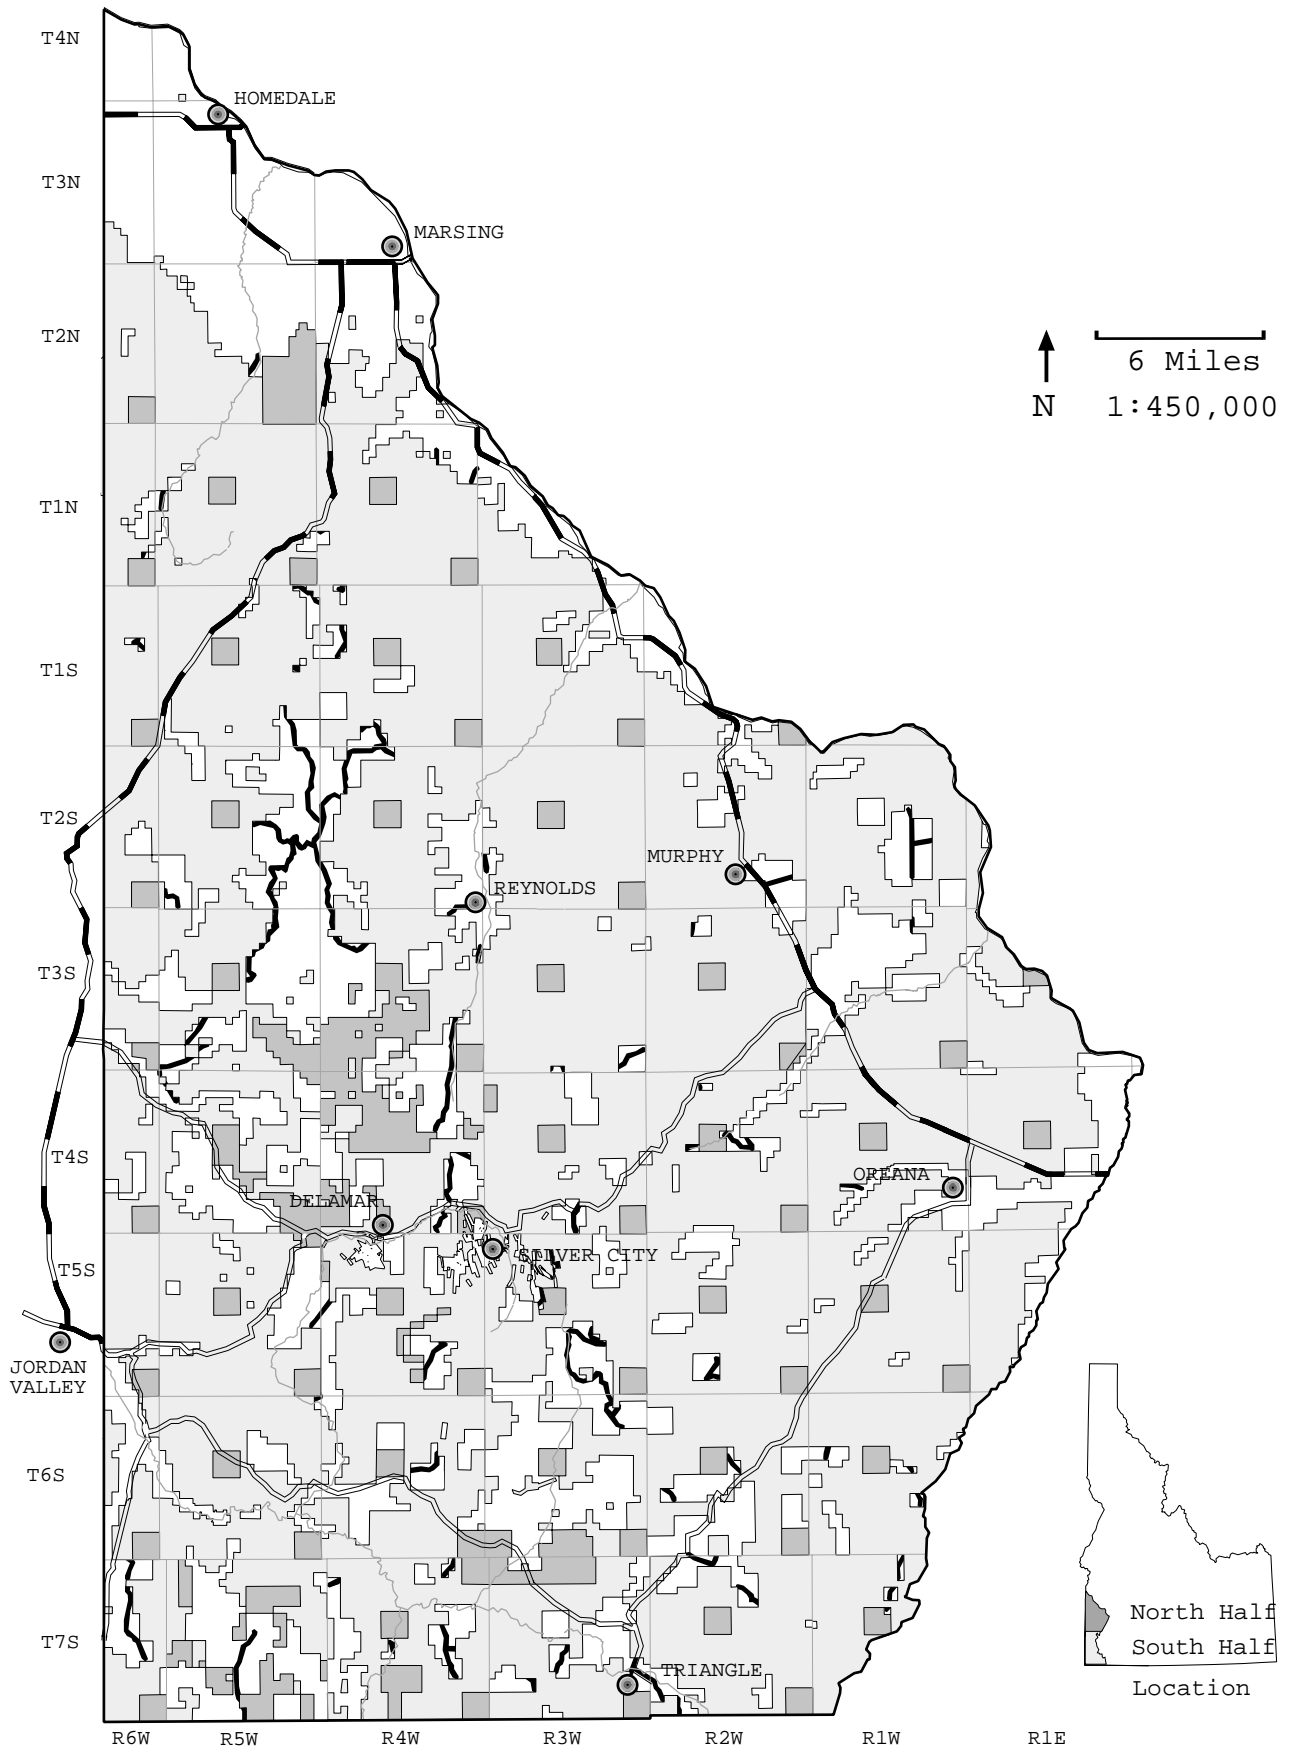 T4N
HOMEDALE
T3N
MARSING
T2N
6 Miles
N
1:450,000
T1N
T1S
T2S
MURPHY
REYNOLDS
T3S
T4S
OREANA
DELAMAR
SILVER CITY
T5S
JORDAN
VALLEY
T6S
North Half
South Half
T7S
TRIANGLE
Location
R6W
R5W
R4W
R3W
R2W
R1W
R1E